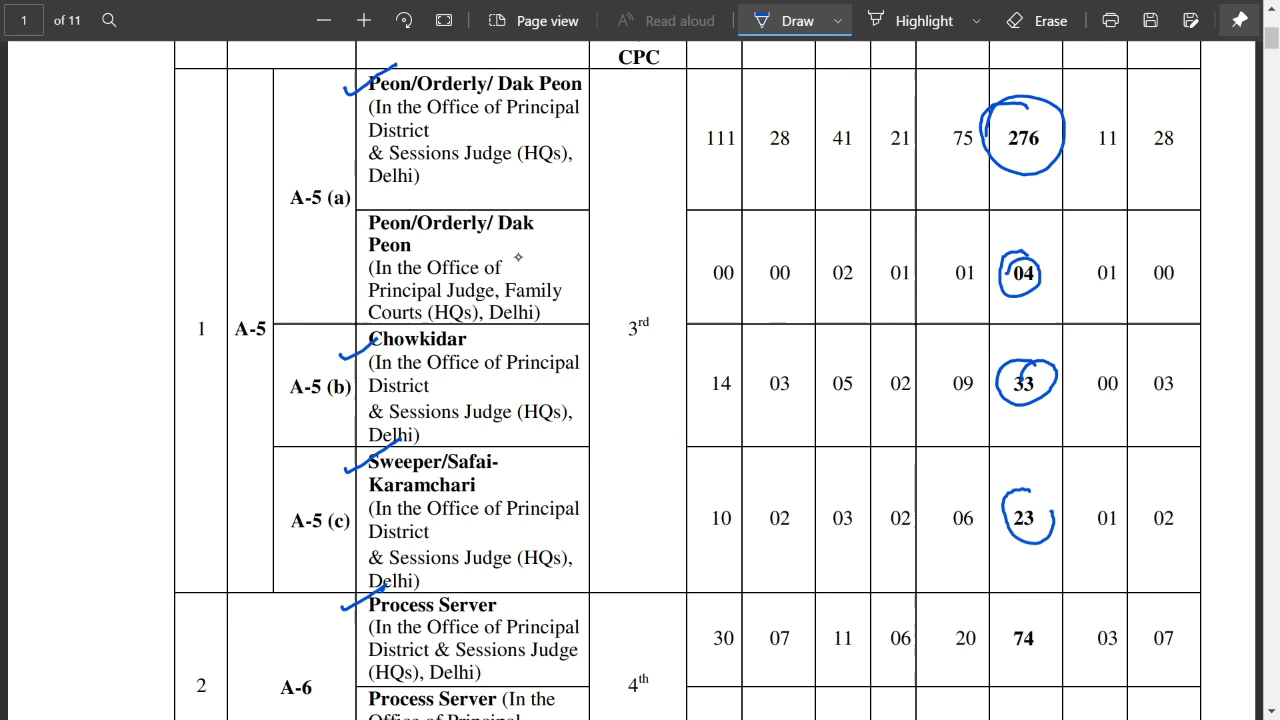 1 of 11 Page view Read aloud Draw Highlight Erase
CPC
1
A-5
A-5 (a)
Peon/Orderly/ Dak Peon
(In the Office of Principal
District
& Sessions Judge (HQs),
Delhi)
3rd
111 28 41 21 75 276 11 28
Peon/Orderly/ Dak
Peon
(In the Office of
Principal Judge, Family
Courts (HQs), Delhi)
00 00 02 01 01 04 01 00
A-5 (b)
Chowkidar
(In the Office of Principal
District
& Sessions Judge (HQs),
Delhi)
14 03 05 02 09 33 00 03
A-5 (c)
Sweeper/Safai-
Karamchari
(In the Office of Principal
District
& Sessions Judge (HQs),
Delhi)
10 02 03 02 06 23 01 02
2
A-6
Process Server
(In the Office of Principal
District & Sessions Judge
(HQs), Delhi)
4th
30 07 11 06 20 74 03 07
Process Server (In the
Office of Principal